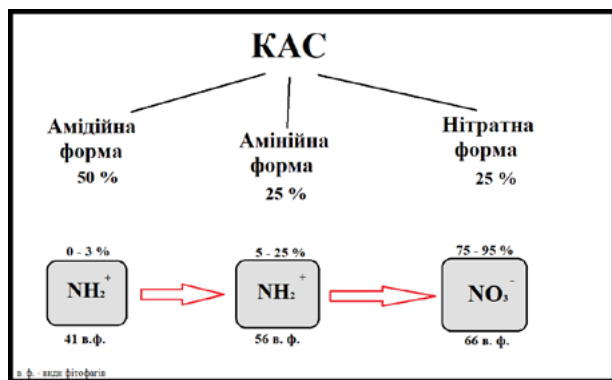 КАС
Амідійна
форма
50 %
Амінійна
форма
25 %
Нітратна
форма
25 %
0 - 3 %
5 - 25 %
75 - 95 %
NH₂⁺
NH₂⁺
NO₃⁻
41 в.ф.
56 в. ф.
66 в. ф.
в. ф. - види фітофагів